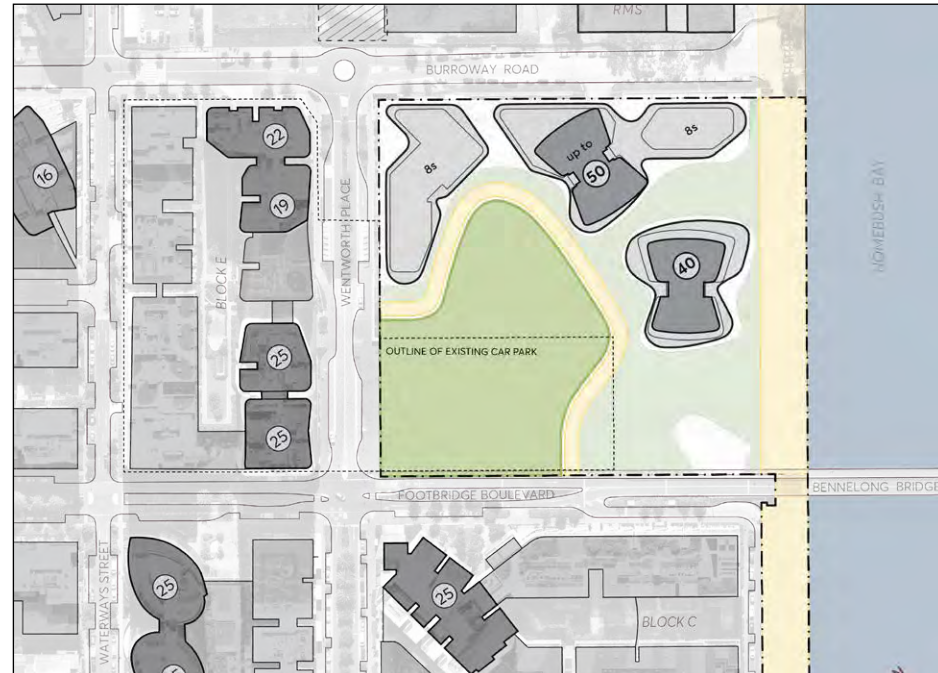 RMS
BURROWAY ROAD
22
8s
up to
50
8s
16
19
WENTWORTH PLACE
HOMEBUSH BAY
BLOCK E
40
OUTLINE OF EXISTING CAR PARK
25
25
FOOTBRIDGE BOULEVARD
BENNELONG BRIDGE
WATERWAYS STREET
25
25
BLOCK C